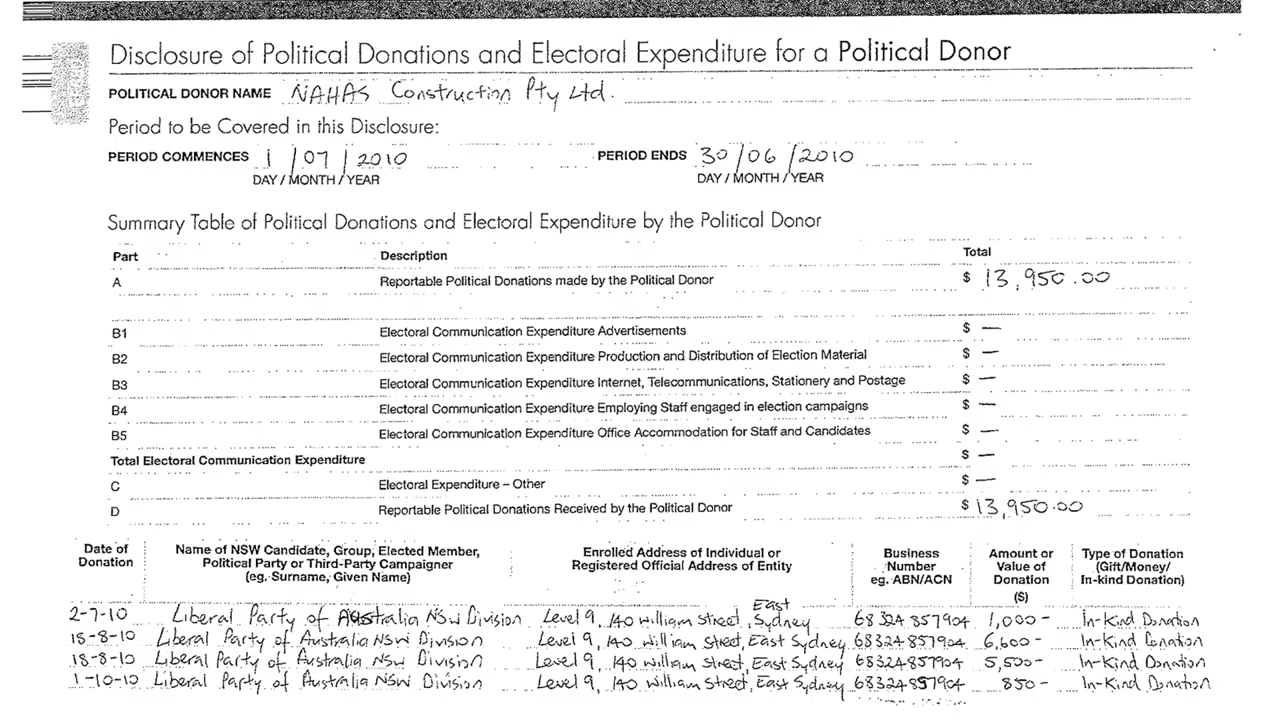 Disclosure of Political Donations and Electoral Expenditure for a Political Donor
POLITICAL DONOR NAME NAHAS Construction Pty Ltd.
Period to be Covered in this Disclosure:
PERIOD COMMENCES 1 / 07 / 2010 PERIOD ENDS 30 / 06 / 2010
DAY / MONTH / YEAR DAY / MONTH / YEAR
Summary Table of Political Donations and Electoral Expenditure by the Political Donor
Part Description Total
A Reportable Political Donations made by the Political Donor $ 13,950.00
B1 Electoral Communication Expenditure Advertisements $ —
B2 Electoral Communication Expenditure Production and Distribution of Election Material $ —
B3 Electoral Communication Expenditure Internet, Telecommunications, Stationery and Postage $ —
B4 Electoral Communication Expenditure Employing Staff engaged in election campaigns $ —
B5 Electoral Communication Expenditure Office Accommodation for Staff and Candidates $ —
Total Electoral Communication Expenditure $ —
C Electoral Expenditure – Other $ —
D Reportable Political Donations Received by the Political Donor $ 13,950.00
Date of Name of NSW Candidate, Group, Elected Member, Enrolled Address of Individual or Business Amount or Type of Donation
Donation Political Party or Third-Party Campaigner Registered Official Address of Entity Number Value of (Gift/Money/
(eg. Surname, Given Name) eg. ABN/ACN Donation In-kind Donation)
($)
2-7-10 Liberal Party of Australia NSW Division Level 9, 140 William Street, East Sydney 68324 857904 1,000 - In-Kind Donation
18-8-10 Liberal Party of Australia NSW Division Level 9, 140 William Street, East Sydney 68324857904 6,600 - In-Kind Donation
18-8-10 Liberal Party of Australia NSW Division Level 9, 140 William Street, East Sydney 68324857904 5,500 - In-Kind Donation
1-10-10 Liberal Party of Australia NSW Division Level 9, 140 William Street, East Sydney 68324857904 850 - In-Kind Donation